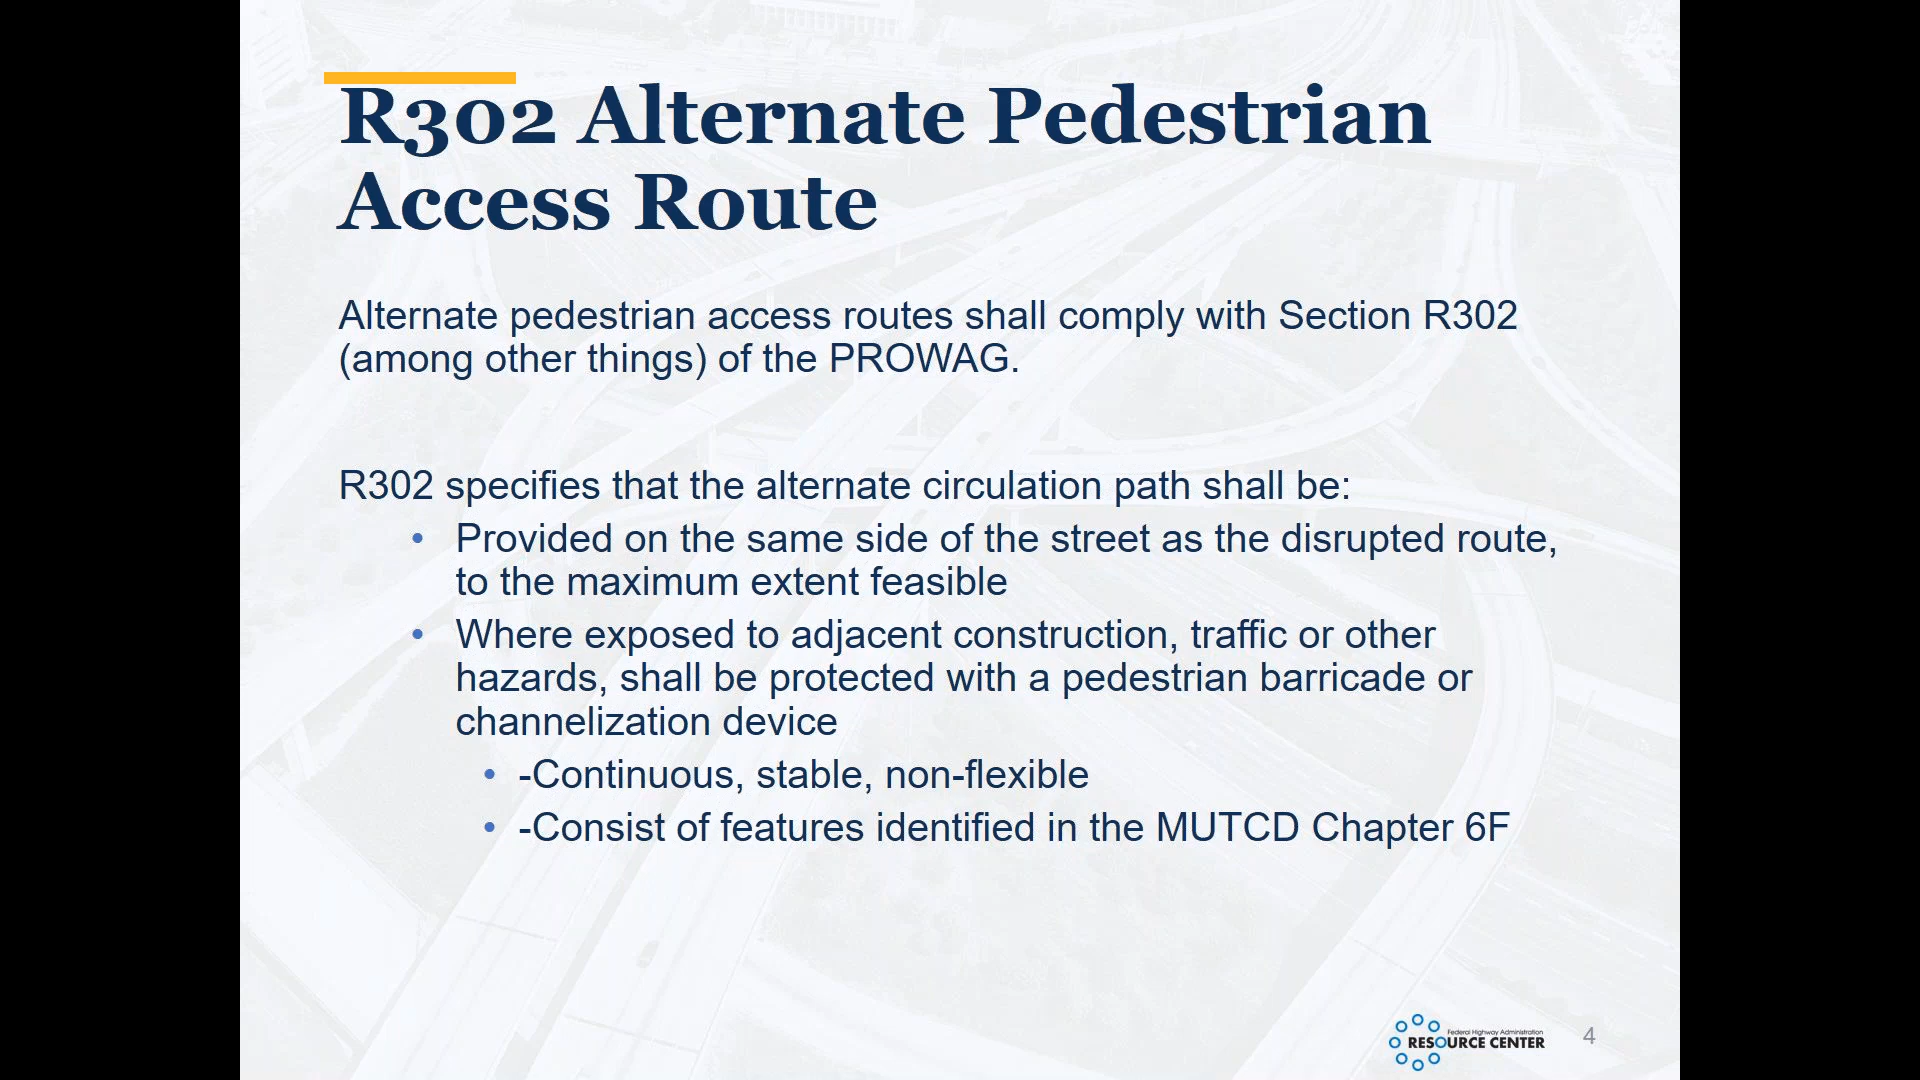 R302 Alternate Pedestrian
Access Route
Alternate pedestrian access routes shall comply with Section R302
(among other things) of the PROWAG.
R302 specifies that the alternate circulation path shall be:
• Provided on the same side of the street as the disrupted route,
to the maximum extent feasible
• Where exposed to adjacent construction, traffic or other
hazards, shall be protected with a pedestrian barricade or
channelization device
• -Continuous, stable, non-flexible
• -Consist of features identified in the MUTCD Chapter 6F
Federal Highway Administration
RESOURCE CENTER
4